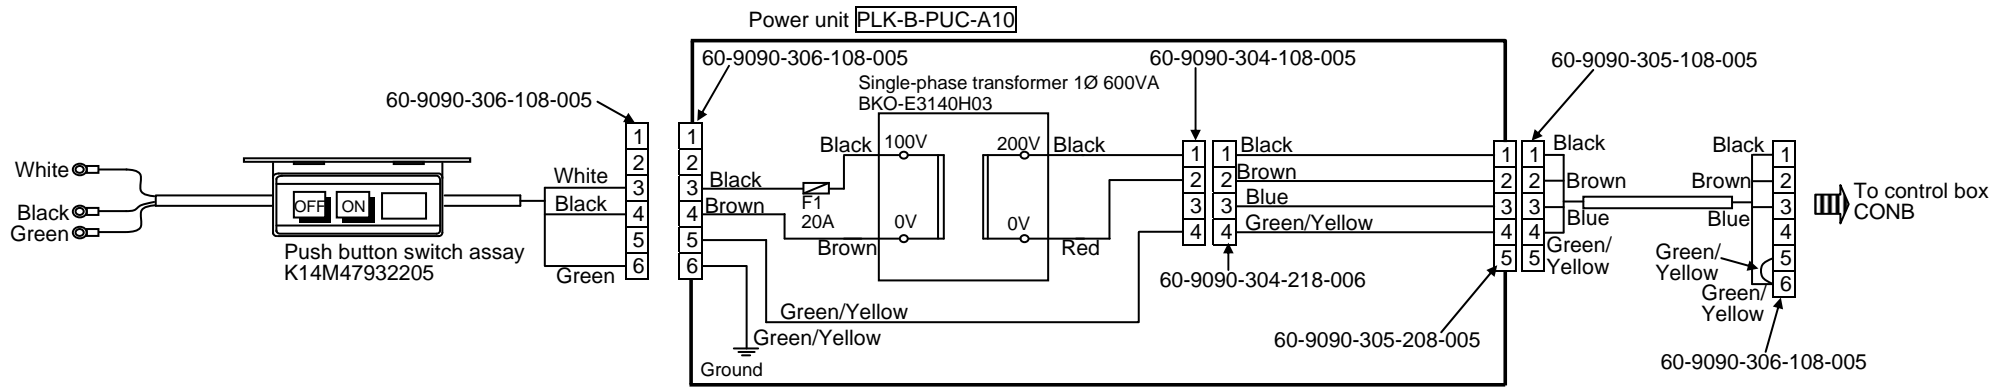 Power unit PLK-B-PUC-A10
60-9090-306-108-005
60-9090-304-108-005
60-9090-305-108-005
Single-phase transformer 1Ø 600VA
BKO-E3140H03
60-9090-306-108-005
White
Black
Green
OFF ON
Push button switch assay
K14M47932205
White
Black
Green
1
2
3
4
5
6
1
2
3
4
5
6
Black
Brown
F1
20A
Black
Brown
100V
0V
200V
0V
Black
Red
Green/Yellow
Green/Yellow
Ground
1
2
3
4
1
2
3
4
Black
Brown
Blue
Green/Yellow
60-9090-304-218-006
60-9090-305-208-005
1
2
3
4
5
1
2
3
4
5
Black
Brown
Blue
Green/
Yellow
Black
Brown
Blue
Green/
Yellow
Green/
Yellow
1
2
3
4
5
6
To control box
CONB
60-9090-306-108-005